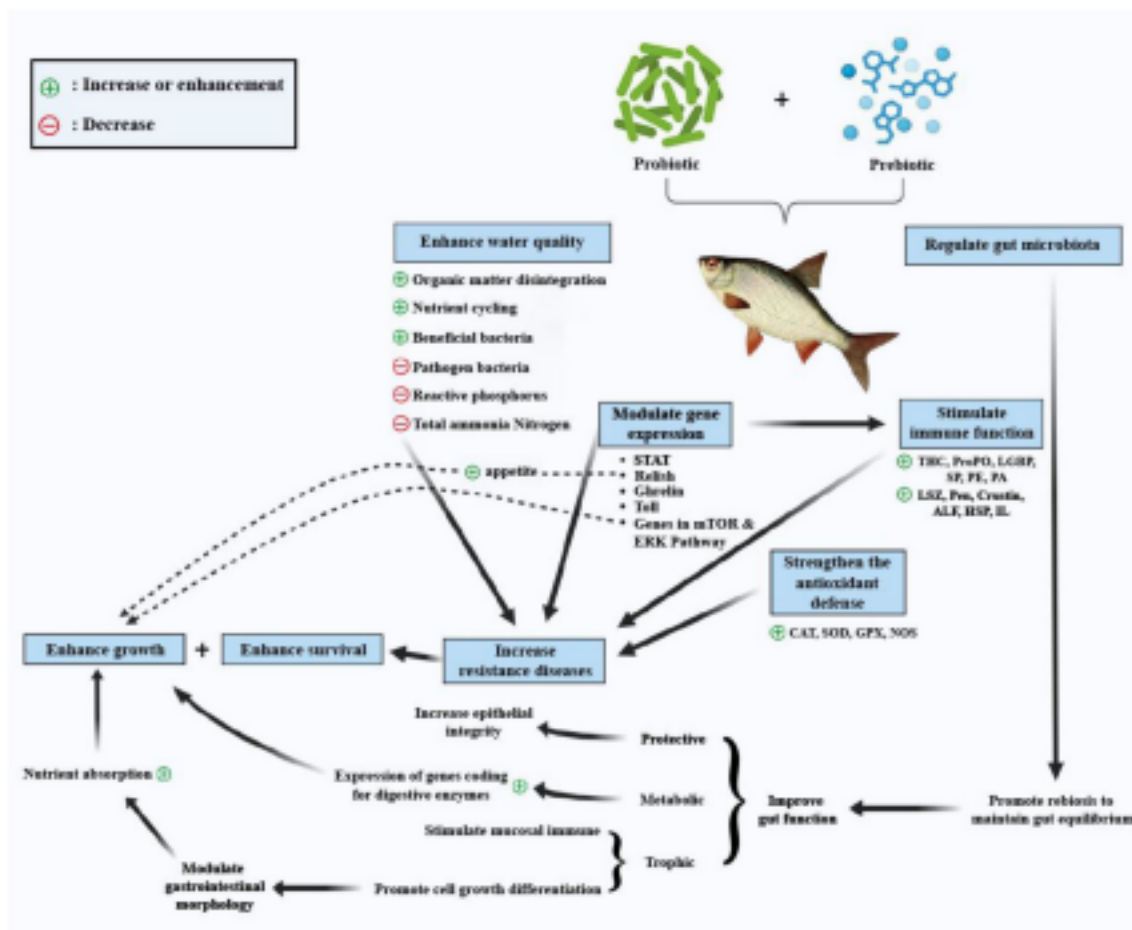 : Increase or enhancement
: Decrease
Probiotic
+
Prebiotic
Enhance water quality
Organic matter disintegration
Nutrient cycling
Beneficial bacteria
Pathogen bacteria
Reactive phosphorus
Total ammonia Nitrogen
Regulate gut microbiota
Modulate gene
expression
• STAT
• Relish
• Ghrelin
• Toll
• Genes in mTOR &
ERK Pathway
appetite
Stimulate
immune function
THC, ProPO, LGBP,
SP, PE, PA
LSZ, Pen, Crustin,
ALF, HSP, IL
Strengthen the
antioxidant
defense
CAT, SOD, GPX, NOS
Enhance growth
+
Enhance survival
Increase
resistance diseases
Increase epithelial
integrity
Protective
Nutrient absorption
Expression of genes coding
for digestive enzymes
Metabolic
Improve
gut function
Promote rebiosis to
maintain gut equilibrium
Stimulate mucosal immune
Trophic
Modulate
gastrointestinal
morphology
Promote cell growth differentiation